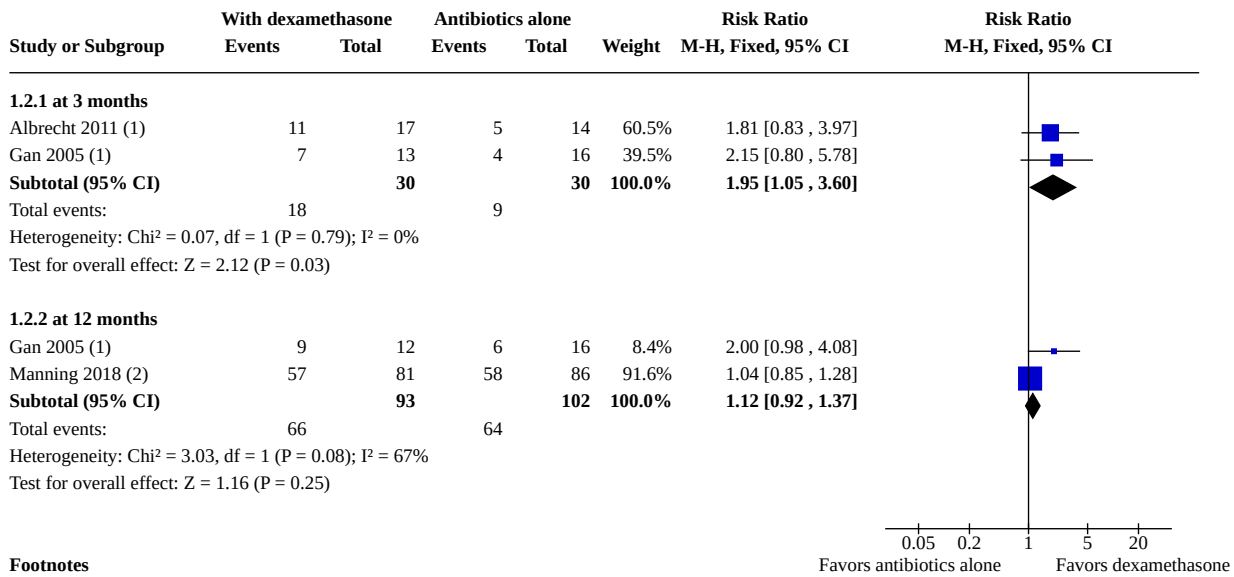 With dexamethasone Antibiotics alone Risk Ratio Risk Ratio
Study or Subgroup Events Total Events Total Weight M-H, Fixed, 95% CI M-H, Fixed, 95% CI
1.2.1 at 3 months
Albrecht 2011 (1) 11 17 5 14 60.5% 1.81 [0.83 , 3.97]
Gan 2005 (1) 7 13 4 16 39.5% 2.15 [0.80 , 5.78]
Subtotal (95% CI) 30 30 100.0% 1.95 [1.05 , 3.60]
Total events: 18 9
Heterogeneity: Chi² = 0.07, df = 1 (P = 0.79); I² = 0%
Test for overall effect: Z = 2.12 (P = 0.03)
1.2.2 at 12 months
Gan 2005 (1) 9 12 6 16 8.4% 2.00 [0.98 , 4.08]
Manning 2018 (2) 57 81 58 86 91.6% 1.04 [0.85 , 1.28]
Subtotal (95% CI) 93 102 100.0% 1.12 [0.92 , 1.37]
Total events: 66 64
Heterogeneity: Chi² = 3.03, df = 1 (P = 0.08); I² = 67%
Test for overall effect: Z = 1.16 (P = 0.25)
0.05 0.2 1 5 20
Footnotes Favors antibiotics alone Favors dexamethasone